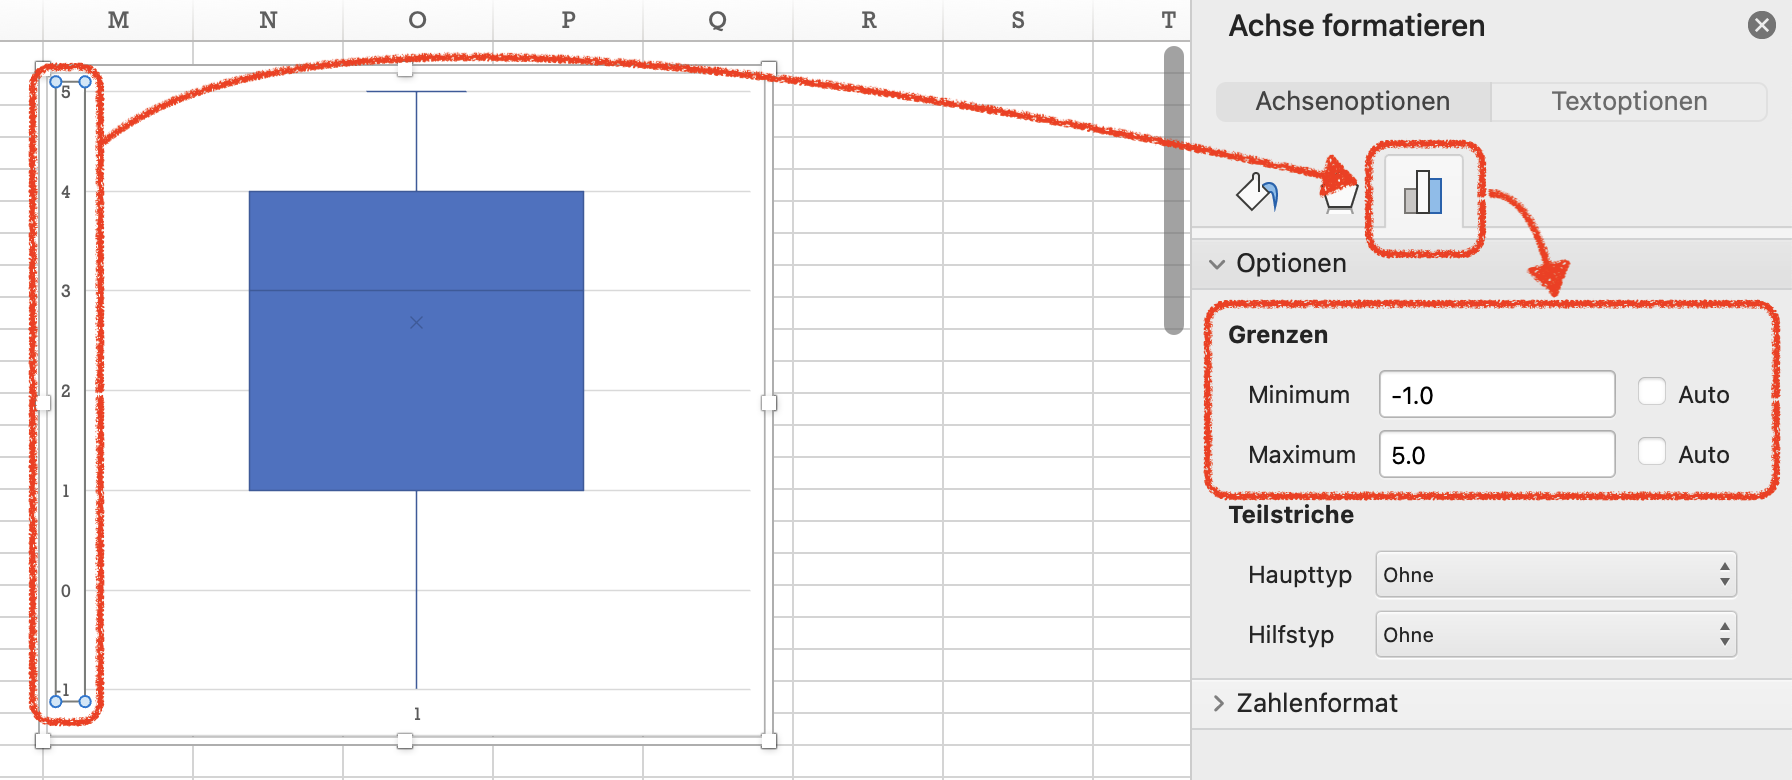 M N O P Q R S T
5
4
3
2
1
0
-1
1
Achse formatieren
Achsenoptionen Textoptionen
Optionen
Grenzen
Minimum -1.0 Auto
Maximum 5.0 Auto
Teilstriche
Haupttyp Ohne
Hilfstyp Ohne
Zahlenformat